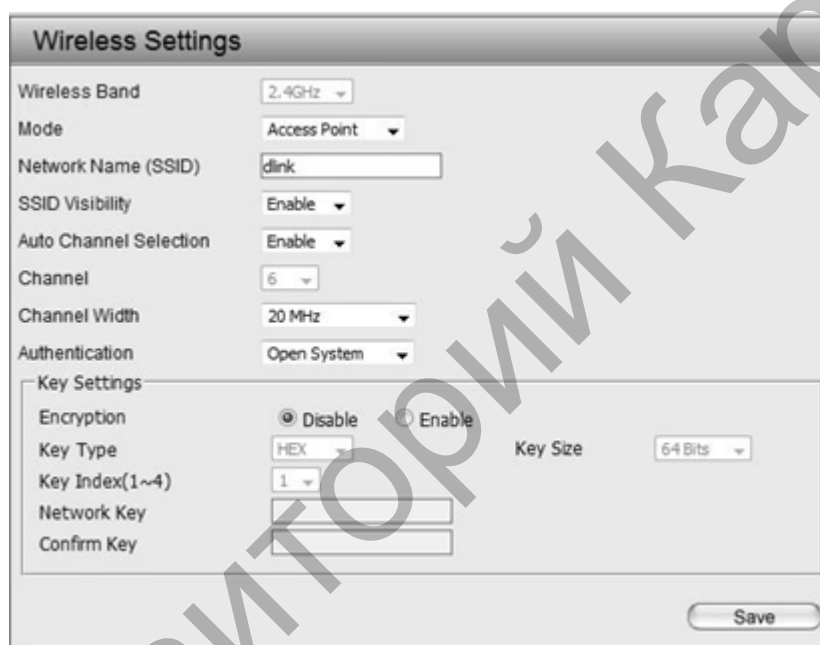 Wireless Settings
Wireless Band 2.4GHz
Mode Access Point
Network Name (SSID) dlink
SSID Visibility Enable
Auto Channel Selection Enable
Channel 6
Channel Width 20 MHz
Authentication Open System
Key Settings
Encryption Disable Enable
Key Type HEX Key Size 64 Bits
Key Index(1~4) 1
Network Key
Confirm Key
Save